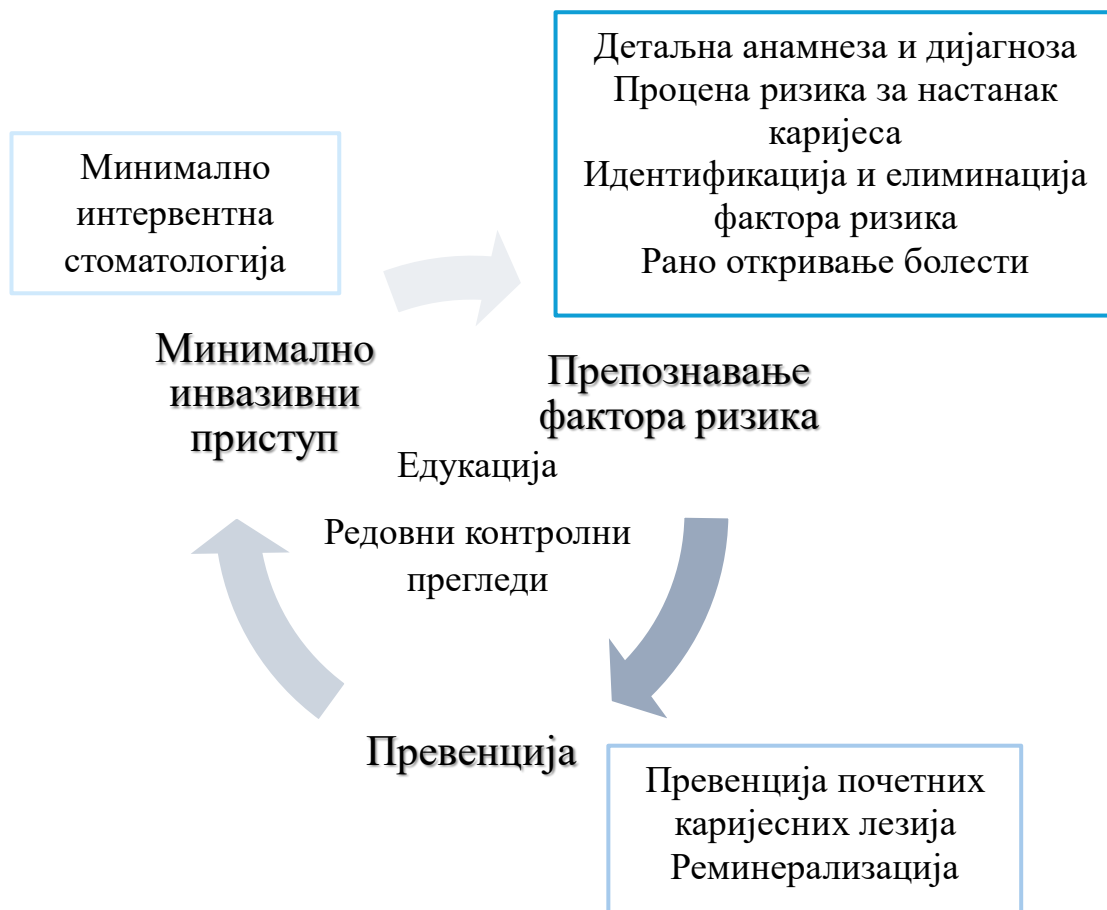 Детаљна анамнеза и дијагноза
Процена ризика за настанак
каријеса
Идентификација и елиминација
фактора ризика
Рано откривање болести
Минимално
интервентна
стоматологија
Минимално
инвазивни
приступ
Препознавање
фактора ризика
Едукација
Редовни контролни
прегледи
Превенција
Превенција почетних
каријесних лезија
Реминерализација